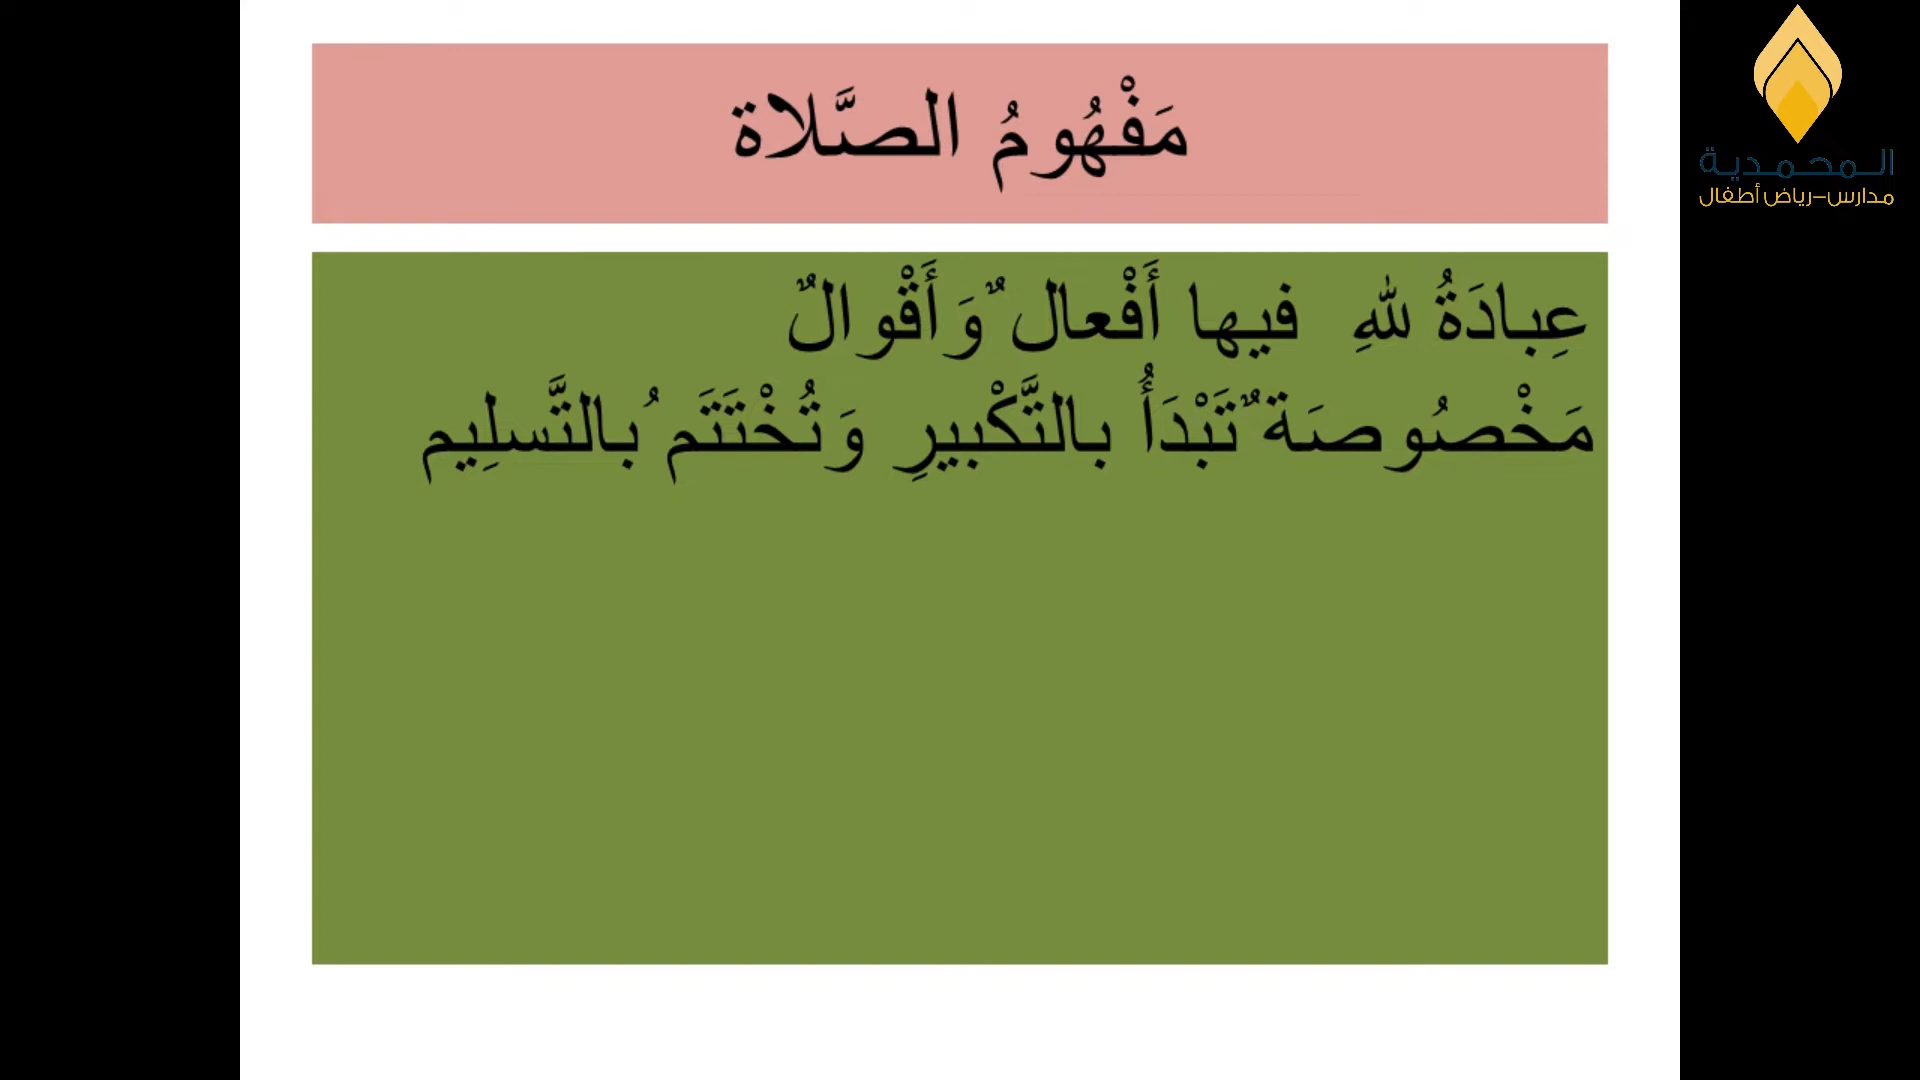 مَفْهُومُ الصَّلاة
عِبادَةُ للهِ فيها أَفْعال ٌوَأَقْوالٌ
مَخْصُوصَة ٌتَبْدَأُ بالتَّكْبيرِ وَتُخْتَتَم ُبالتَّسلِيم
المحمدية
مدارس-رياض أطفال